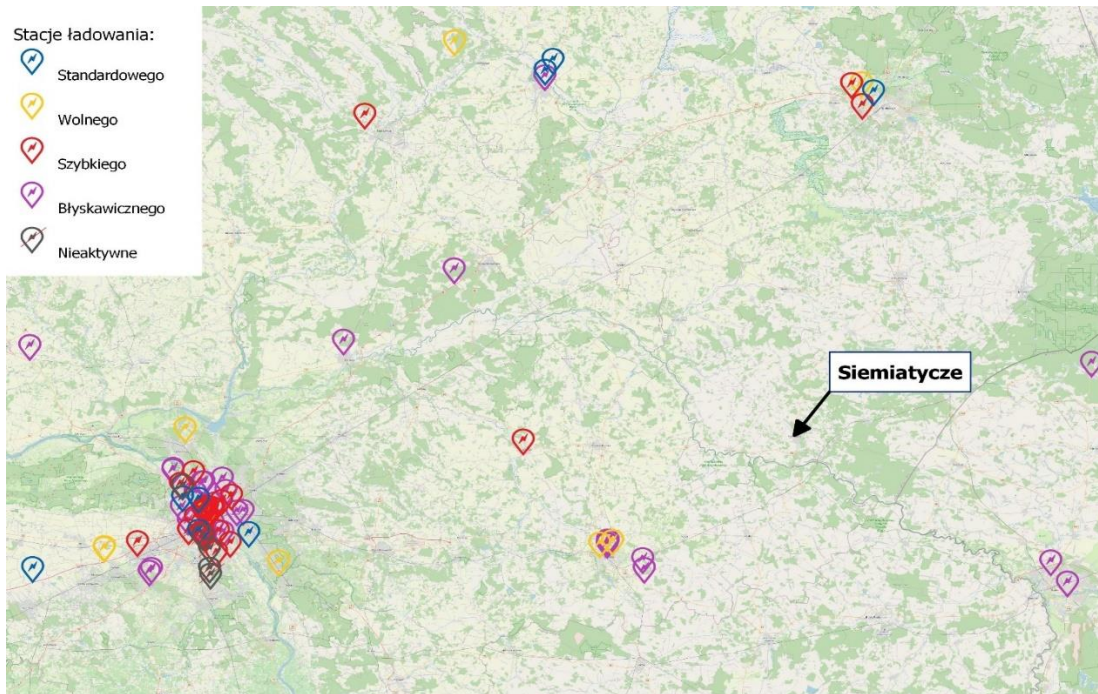 Stacje ładowania:
Standardowego
Wolnego
Szybkiego
Błyskawicznego
Nieaktywne
Siemiatycze